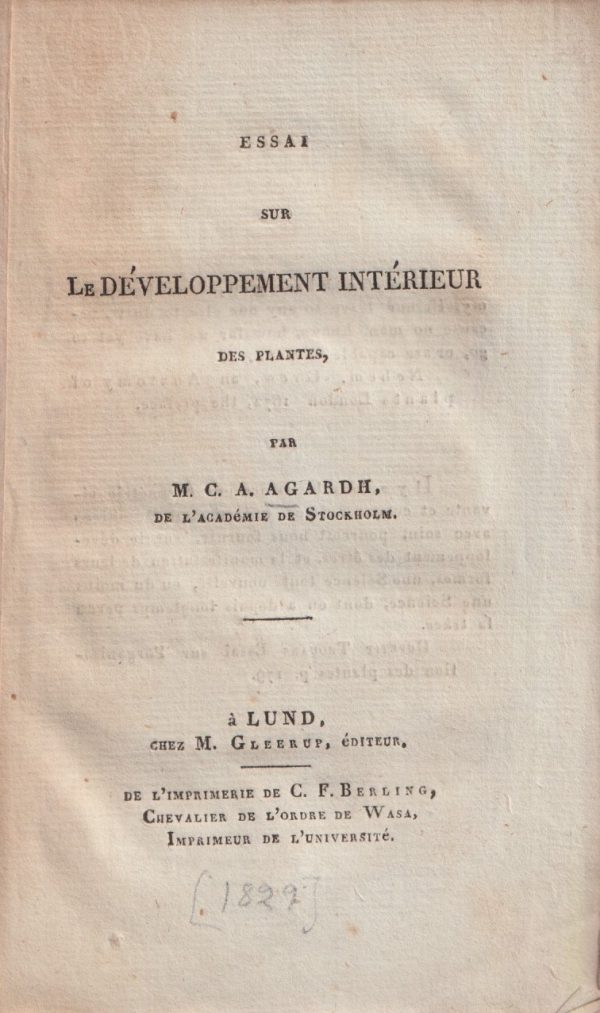 ESSAI
SUR
LE DÉVELOPPEMENT INTÉRIEUR
DES PLANTES,
PAR
M. C. A. AGARDH,
DE L'ACADÉMIE DE STOCKHOLM.
à LUND,
CHEZ M. GLEERUP, ÉDITEUR,
DE L'IMPRIMERIE DE C. F. BERLING,
CHEVALIER DE L'ORDRE DE WASA,
IMPRIMEUR DE L'UNIVERSITÉ.
[1829]